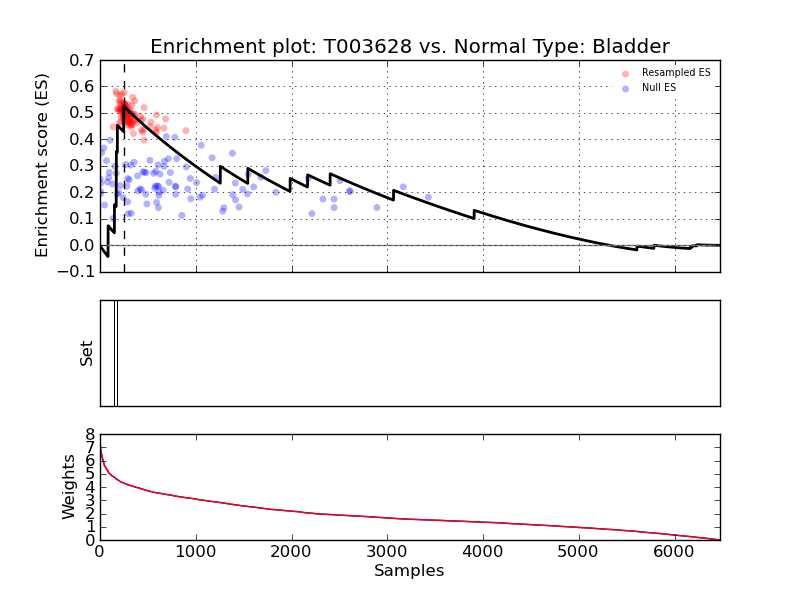 Enrichment plot: T003628 vs. Normal Type: Bladder
Enrichment score (ES)
0.7
0.6
0.5
0.4
0.3
0.2
0.1
0.0
−0.1
Resampled ES
Null ES
Set
Weights
8
7
6
5
4
3
2
1
0
0 1000 2000 3000 4000 5000 6000
Samples